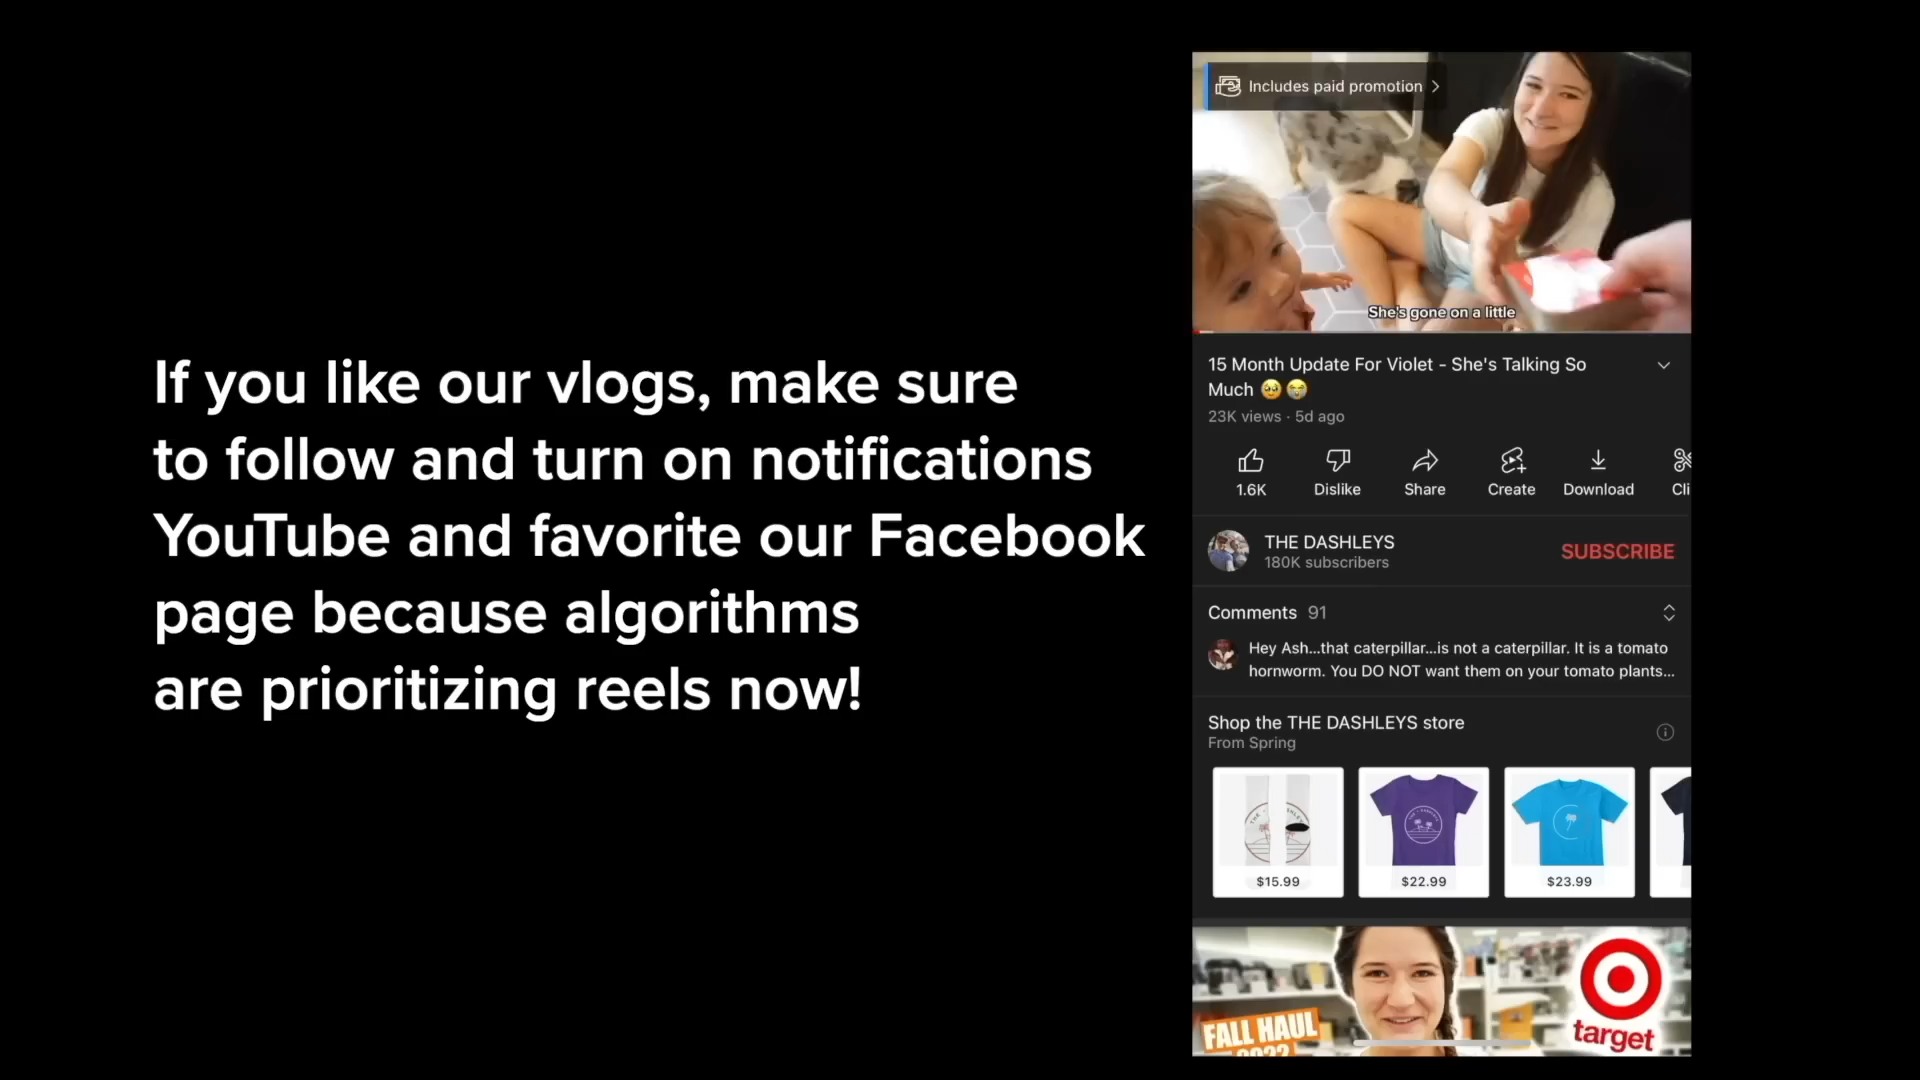 If you like our vlogs, make sure
to follow and turn on notifications
YouTube and favorite our Facebook
page because algorithms
are prioritizing reels now!
Includes paid promotion
She's gone on a little
15 Month Update For Violet - She's Talking So
Much 🥹😭
23K views · 5d ago
1.6K
Dislike
Share
Create
Download
Cli
THE DASHLEYS
180K subscribers
SUBSCRIBE
Comments 91
Hey Ash...that caterpillar...is not a caterpillar. It is a tomato
hornworm. You DO NOT want them on your tomato plants...
Shop the THE DASHLEYS store
From Spring
$15.99
$22.99
$23.99
FALL HAUL
2022
target